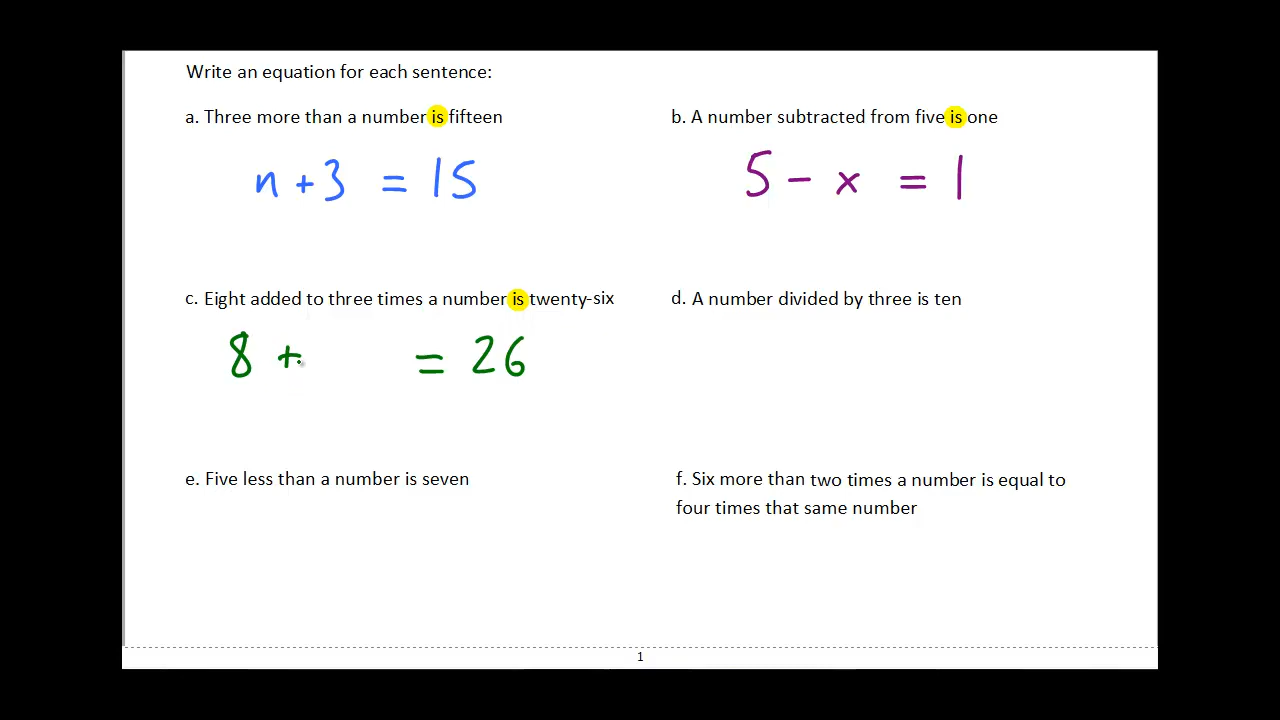 Write an equation for each sentence:
a. Three more than a number is fifteen
n + 3 = 15
b. A number subtracted from five is one
5 - x = 1
c. Eight added to three times a number is twenty-six
8 + = 26
d. A number divided by three is ten
e. Five less than a number is seven
f. Six more than two times a number is equal to
four times that same number
1